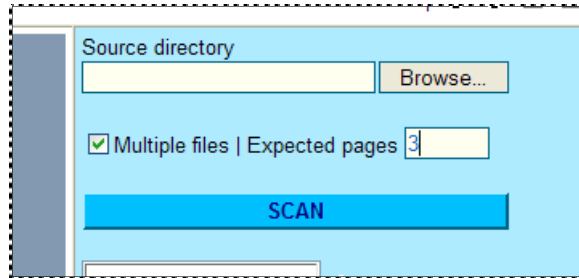 Source directory
Browse...
Multiple files | Expected pages 3
SCAN